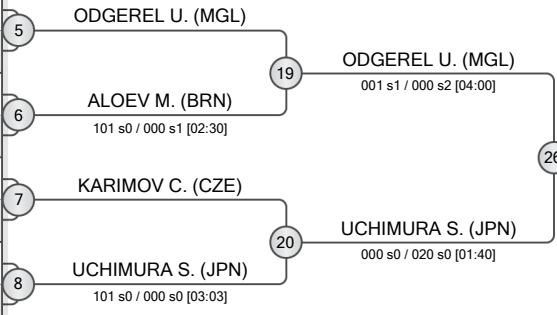 ODGEREL U. (MGL)
5
19
ODGEREL U. (MGL)
001 s1 / 000 s2 [04:00]
ALOEV M. (BRN)
6
101 s0 / 000 s1 [02:30]
26
KARIMOV C. (CZE)
7
20
UCHIMURA S. (JPN)
000 s0 / 020 s0 [01:40]
UCHIMURA S. (JPN)
8
101 s0 / 000 s0 [03:03]